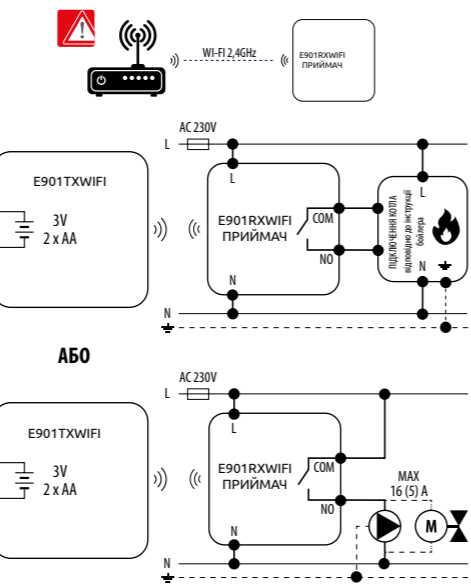 WI-FI 2,4GHz
E901RXWIFI
ПРИЙМАЧ
AC 230V
L
E901TXWIFI
3V
2 x AA
L
E901RXWIFI
ПРИЙМАЧ
COM
NO
N
ПІДКЛЮЧЕННЯ КОТЛА
відповідно до інструкції
бойлера
L
N
N
АБО
AC 230V
L
E901TXWIFI
3V
2 x AA
L
E901RXWIFI
ПРИЙМАЧ
COM
NO
N
MAX
16 (5) A
M
N